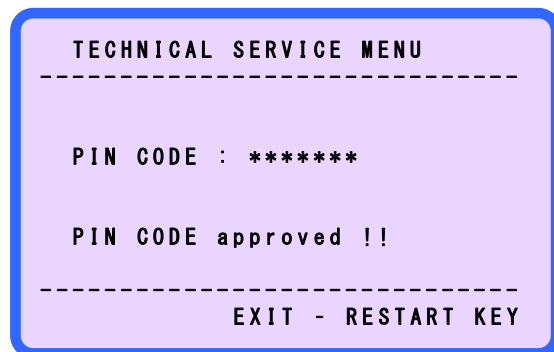 TECHNICAL SERVICE MENU
------------------------------
PIN CODE : *******
PIN CODE approved !!
------------------------------
EXIT - RESTART KEY